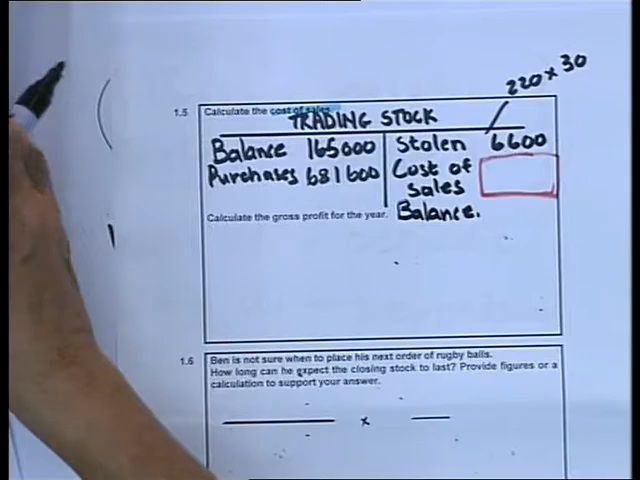 220 x 30
1.5 Calculate the cost of sales
TRADING STOCK
Balance 165000 Stolen 6600
Purchases 681600 Cost of
sales
Calculate the gross profit for the year. Balance.
1.6 Ben is not sure when to place his next order of rugby balls.
How long can he expect the closing stock to last? Provide figures or a
calculation to support your answer.
x